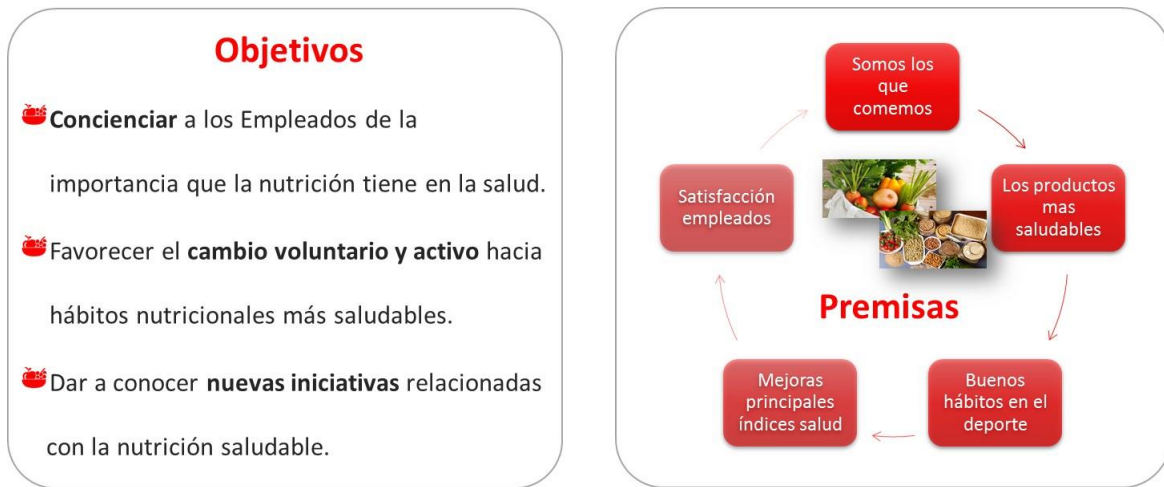 Objetivos
Concienciar a los Empleados de la
importancia que la nutrición tiene en la salud.
Favorecer el cambio voluntario y activo hacia
hábitos nutricionales más saludables.
Dar a conocer nuevas iniciativas relacionadas
con la nutrición saludable.
Somos los
que
comemos
Los productos
mas
saludables
Buenos
hábitos en el
deporte
Mejoras
principales
índices salud
Satisfacción
empleados
Premisas